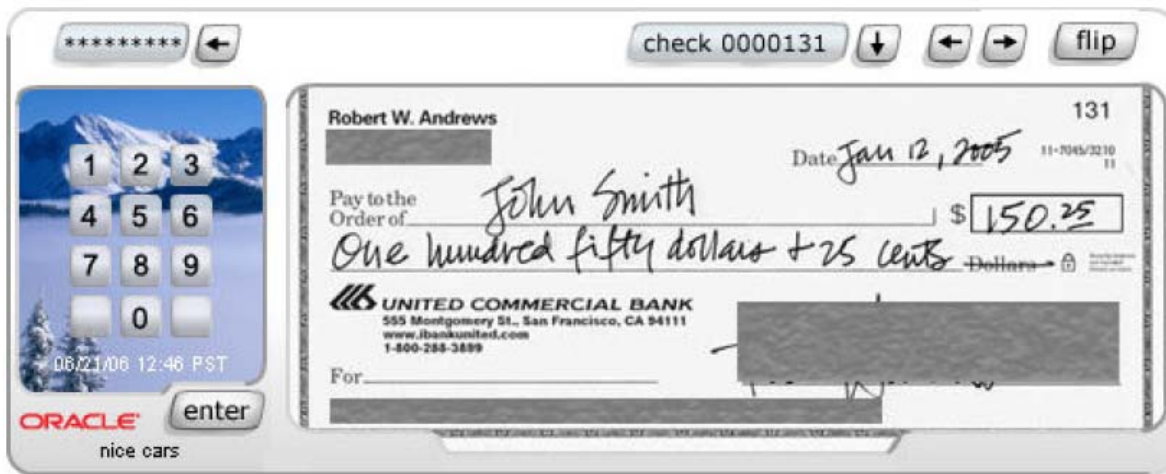 *********
check 0000131
flip
Robert W. Andrews
131
Date Jan 12, 2005
11-7045/3210
11
Pay to the
Order of John Smith
$ 150.25
One hundred fifty dollars + 25 cents Dollars
UNITED COMMERCIAL BANK
555 Montgomery St., San Francisco, CA 94111
www.ibankunited.com
1-800-288-3899
For
1 2 3
4 5 6
7 8 9
0
06/21/06 12:46 PST
ORACLE
enter
nice cars